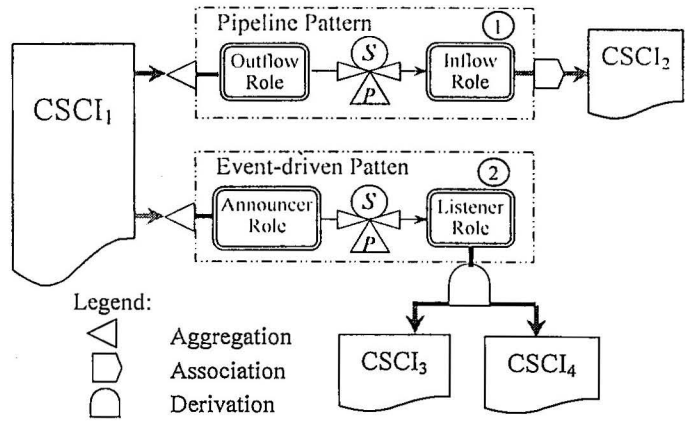 Pipeline Pattern
1
CSCI1
Outflow
Role
S
P
Inflow
Role
CSCI2
Event-driven Patten
2
Announcer
Role
S
P
Listener
Role
Legend:
Aggregation
Association
Derivation
CSCI3
CSCI4